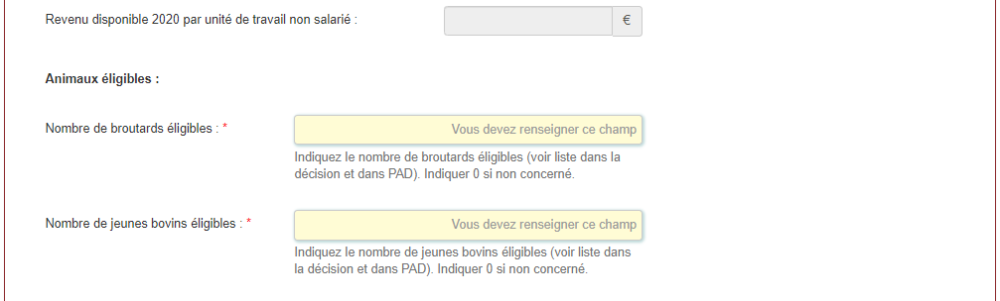 Revenu disponible 2020 par unité de travail non salarié :
€
Animaux éligibles :
Nombre de broutards éligibles : *
Vous devez renseigner ce champ
Indiquez le nombre de broutards éligibles (voir liste dans la
décision et dans PAD). Indiquer 0 si non concerné.
Nombre de jeunes bovins éligibles : *
Vous devez renseigner ce champ
Indiquez le nombre de jeunes bovins éligibles (voir liste dans
la décision et dans PAD). Indiquer 0 si non concerné.